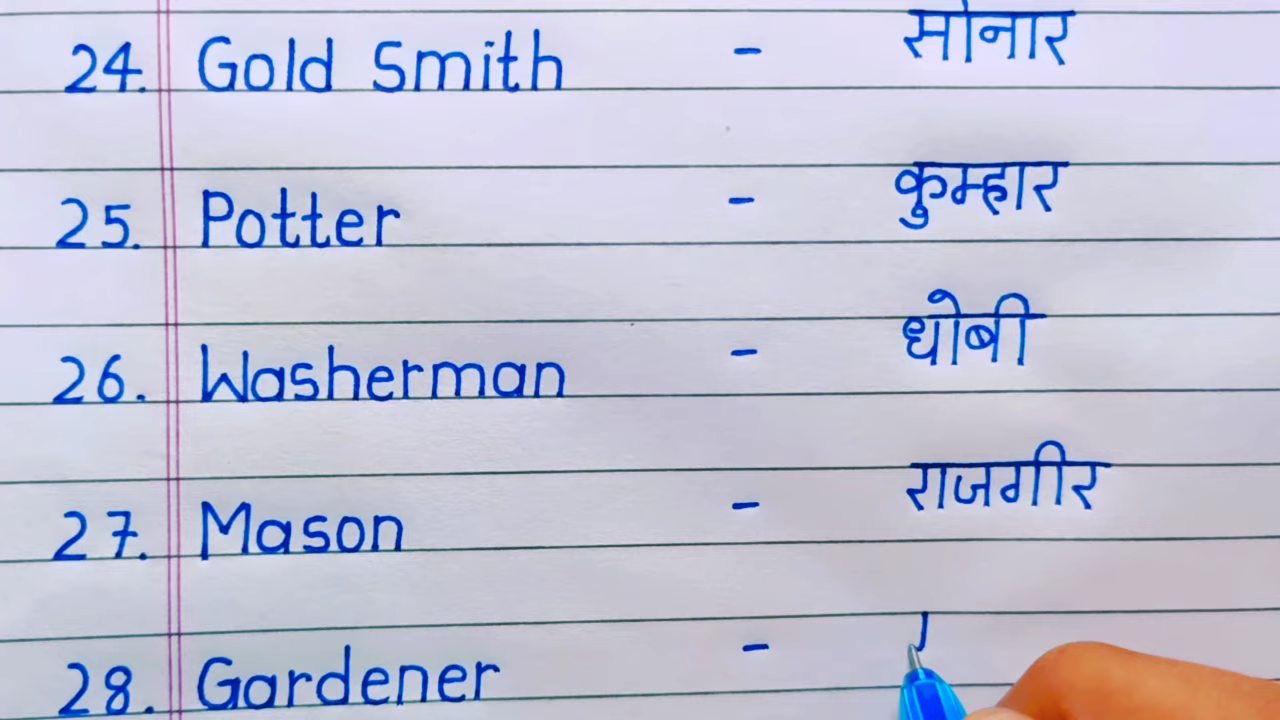 24. Gold Smith - सोनार
25. Potter - कुम्हार
26. Washerman - धोबी
27. Mason - राजगीर
28. Gardener -